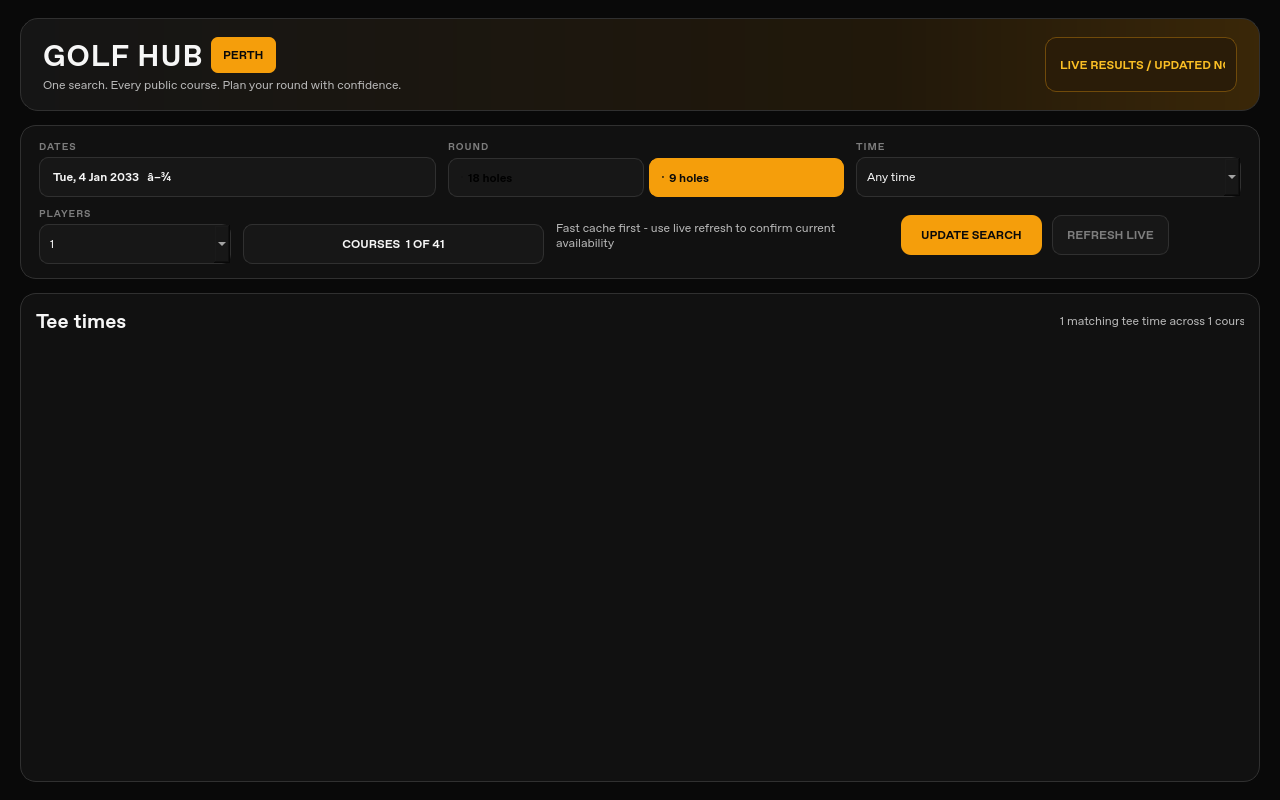 GOLF HUB PERTH
One search. Every public course. Plan your round with confidence.
LIVE RESULTS / UPDATED
DATES
ROUND
TIME
Tue, 4 Jan 2033 â–¾
18 holes
· 9 holes
Any time
PLAYERS
1
COURSES 1 OF 41
Fast cache first - use live refresh to confirm current
availability
UPDATE SEARCH
REFRESH LIVE
Tee times
1 matching tee time across 1 cours